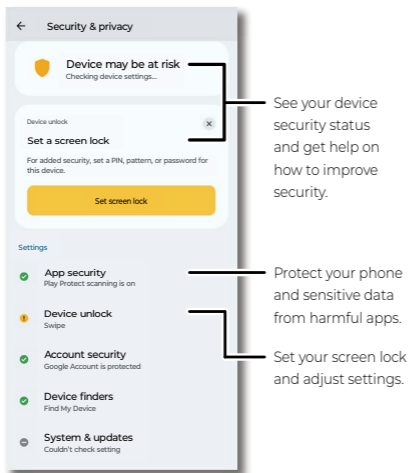 Security & privacy
Device may be at risk
Checking device settings...
Device unlock
Set a screen lock
For added security, set a PIN, pattern, or password for
this device.
Set screen lock
Settings
App security
Play Protect scanning is on
Device unlock
Swipe
Account security
Google Account is protected
Device finders
Find My Device
System & updates
Couldn't check setting
See your device
security status
and get help on
how to improve
security.
Protect your phone
and sensitive data
from harmful apps.
Set your screen lock
and adjust settings.